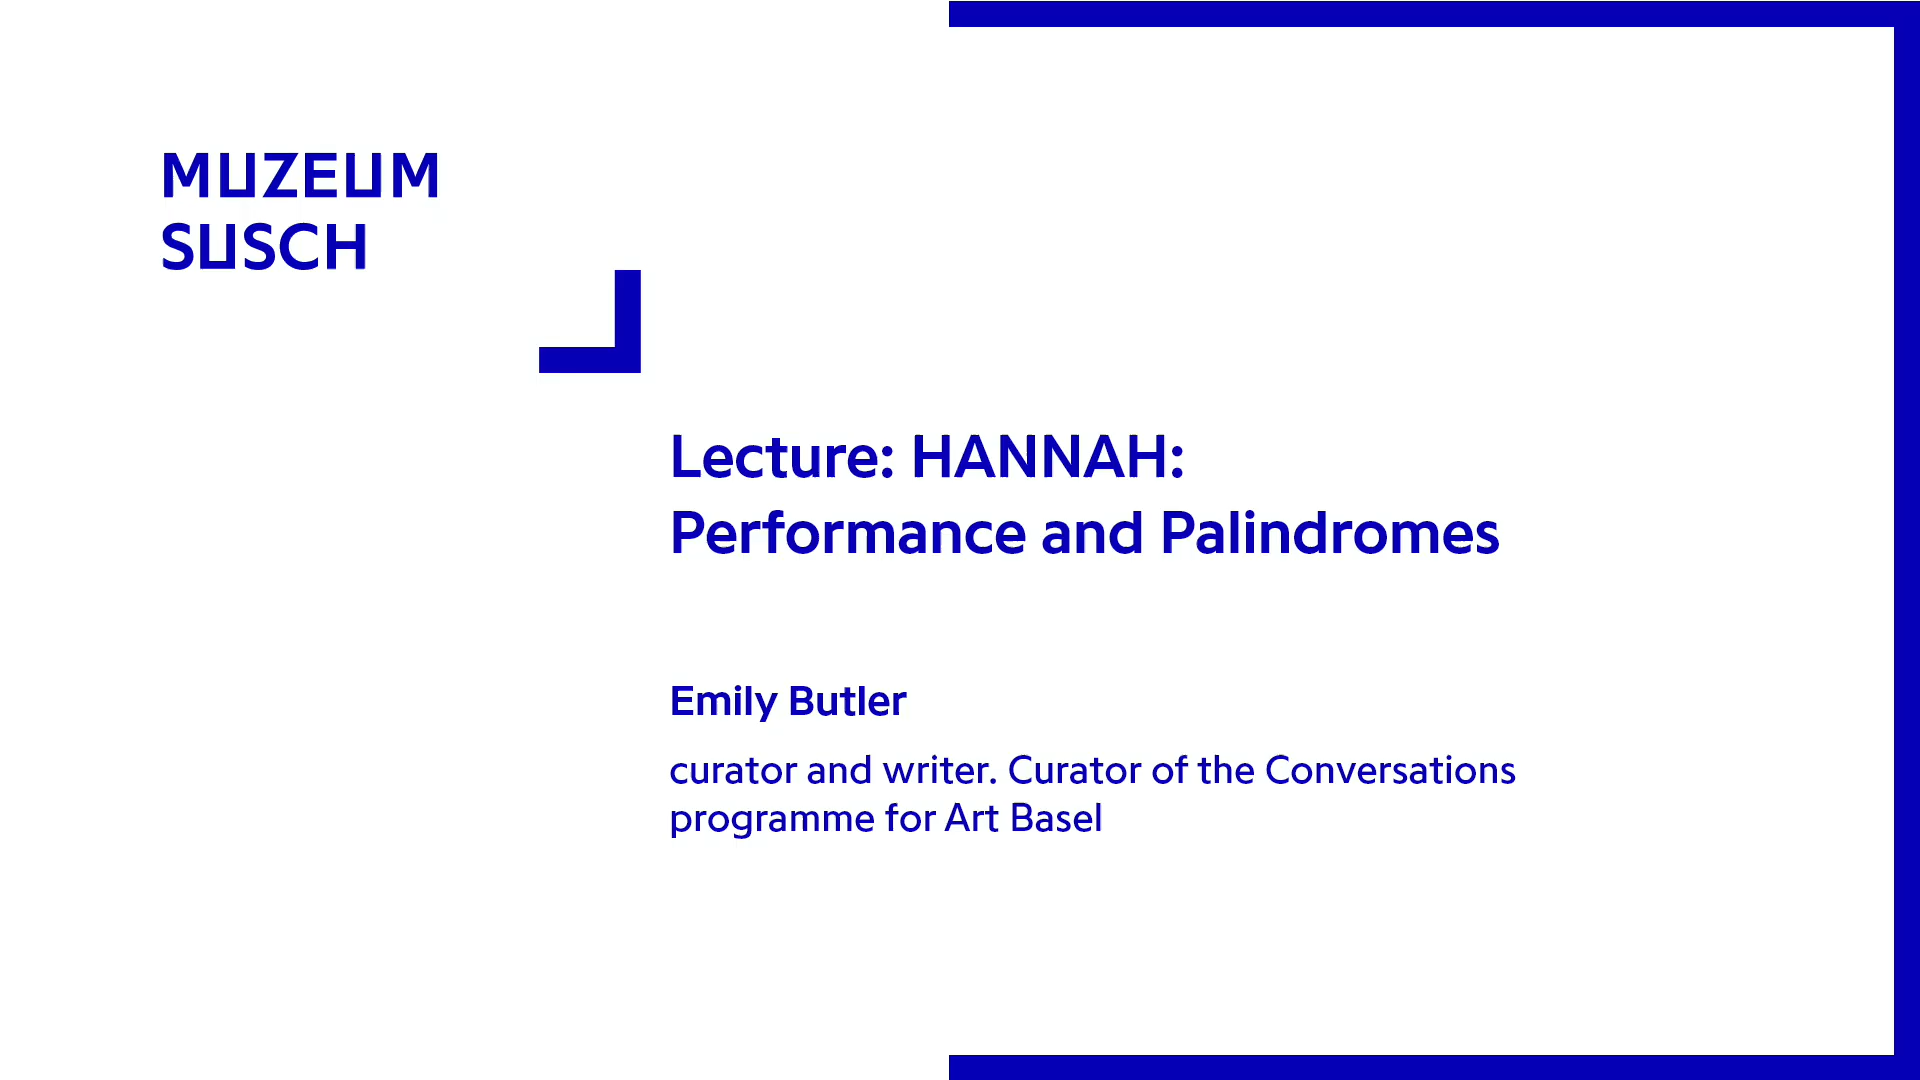 MUZEUM
SUSCH
Lecture: HANNAH:
Performance and Palindromes
Emily Butler
curator and writer. Curator of the Conversations
programme for Art Basel